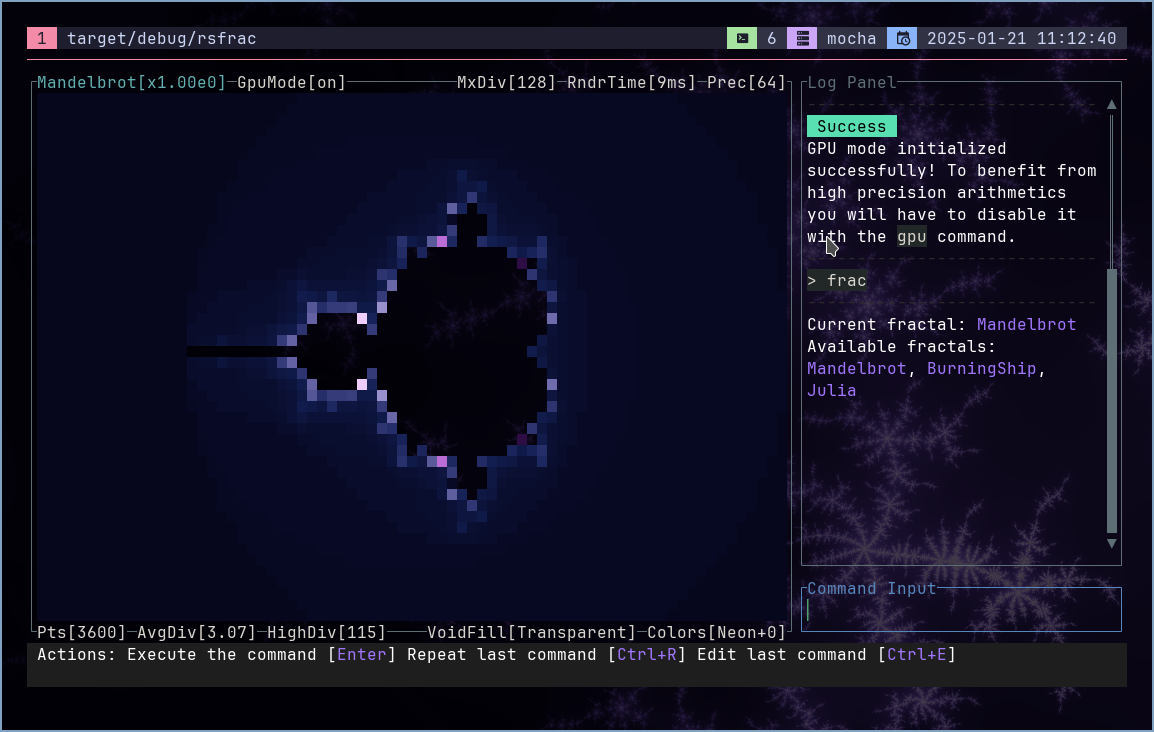 1 target/debug/rsfrac 6 mocha 2025-01-21 11:12:40
Mandelbrot[x1.00e0] GpuMode[on] MxDiv[128] RndrTime[9ms] Prec[64]
Log Panel
Success
GPU mode initialized
successfully! To benefit from
high precision arithmetics
you will have to disable it
with the gpu command.
> frac
Current fractal: Mandelbrot
Available fractals:
Mandelbrot, BurningShip,
Julia
Command Input
Pts[3600] AvgDiv[3.07] HighDiv[115] VoidFill[Transparent] Colors[Neon+0]
Actions: Execute the command [Enter] Repeat last command [Ctrl+R] Edit last command [Ctrl+E]